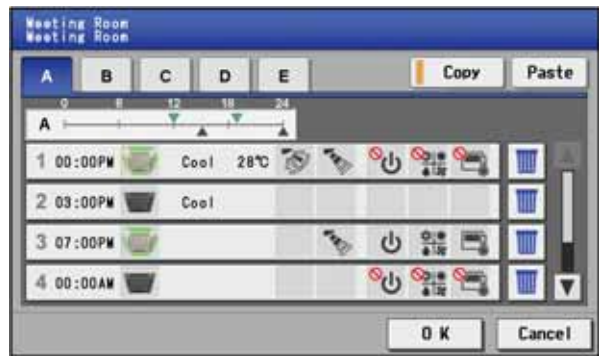 Meeting Room
Meeting Room
A B C D E Copy Paste
0 6 12 18 24
A
1 00:00PM Cool 28℃
2 03:00PM Cool
3 07:00PM
4 00:00AM
OK Cancel